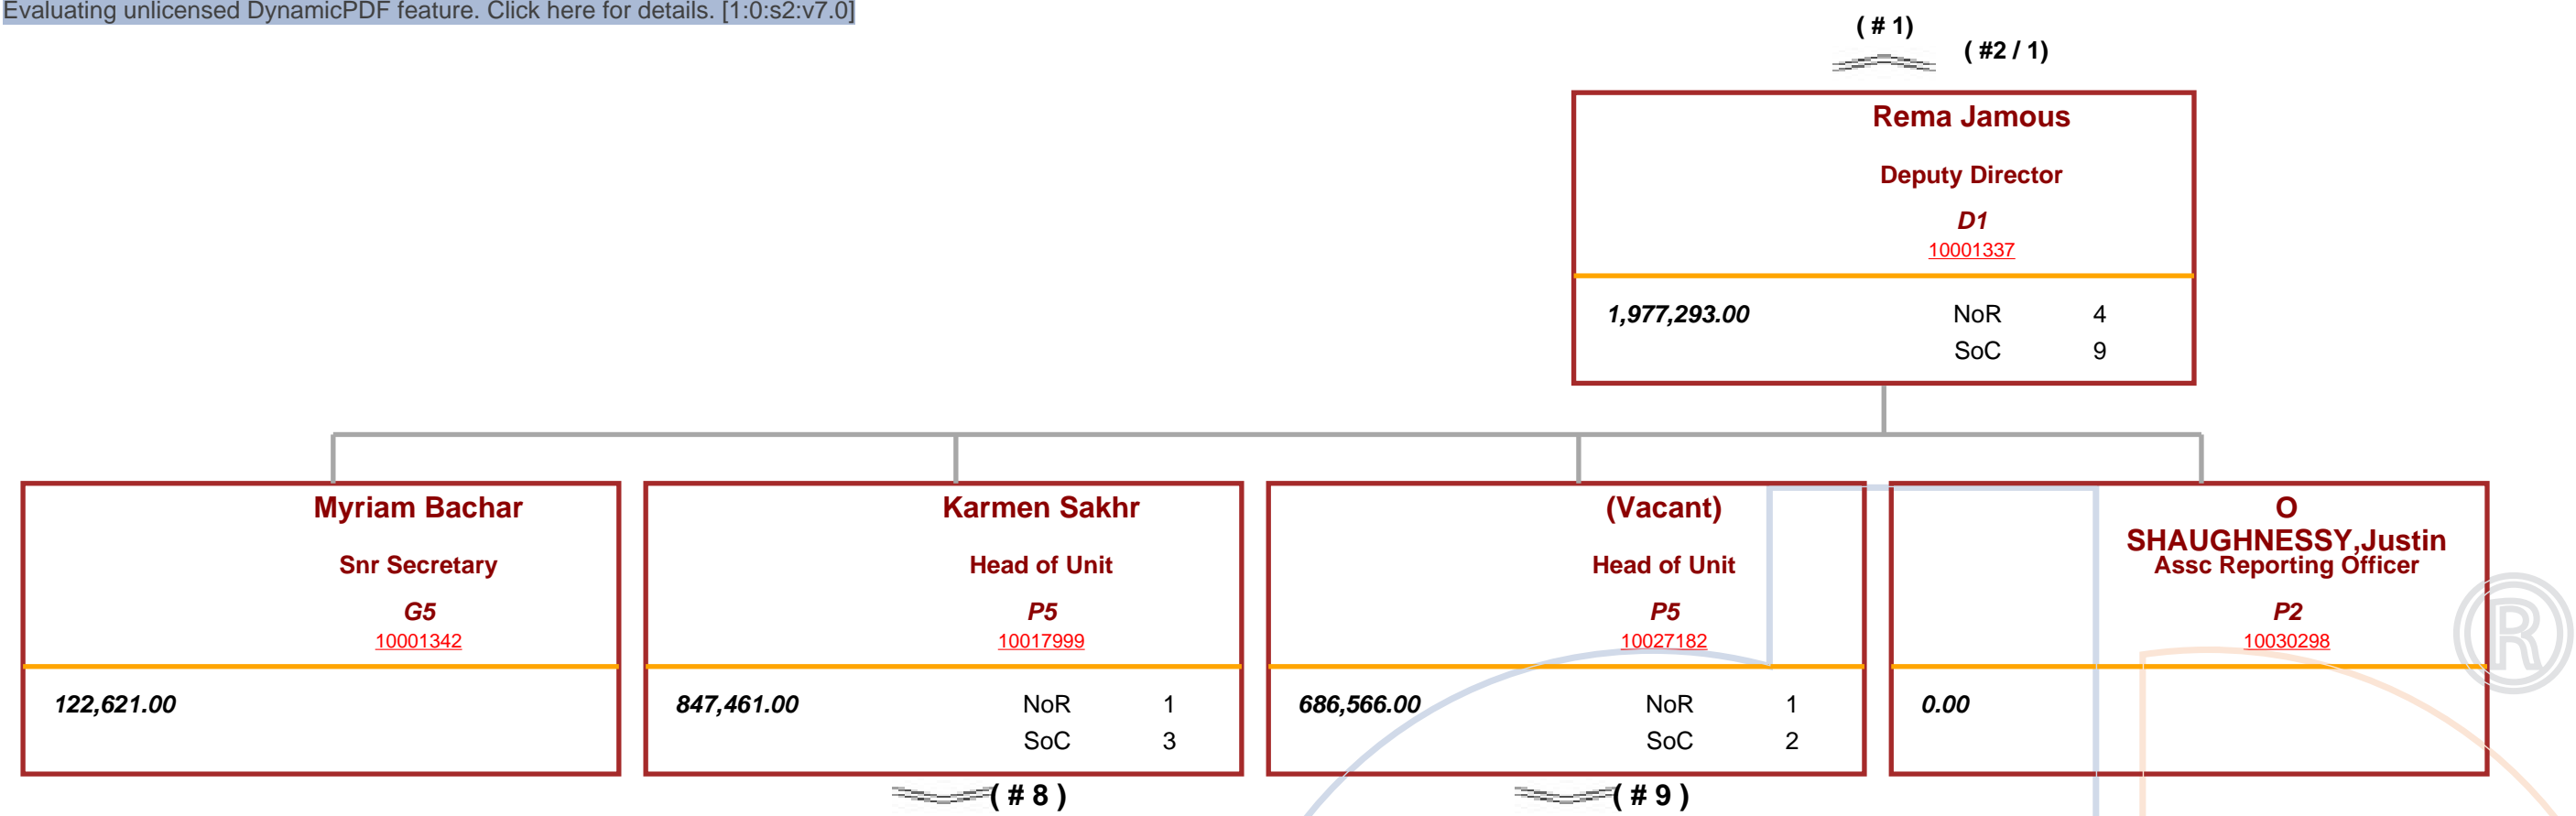 Evaluating unlicensed DynamicPDF feature. Click here for details. [1:0:s2:v7.0]
( # 1)
( #2 / 1)
Rema Jamous
Deputy Director
D1
10001337
1,977,293.00 NoR 4
SoC 9
Myriam Bachar
Snr Secretary
G5
10001342
122,621.00
Karmen Sakhr
Head of Unit
P5
10017999
847,461.00 NoR 1
SoC 3
( # 8 )
(Vacant)
Head of Unit
P5
10027182
686,566.00 NoR 1
SoC 2
( # 9 )
O
SHAUGHNESSY,Justin
Assc Reporting Officer
P2
10030298
0.00
®